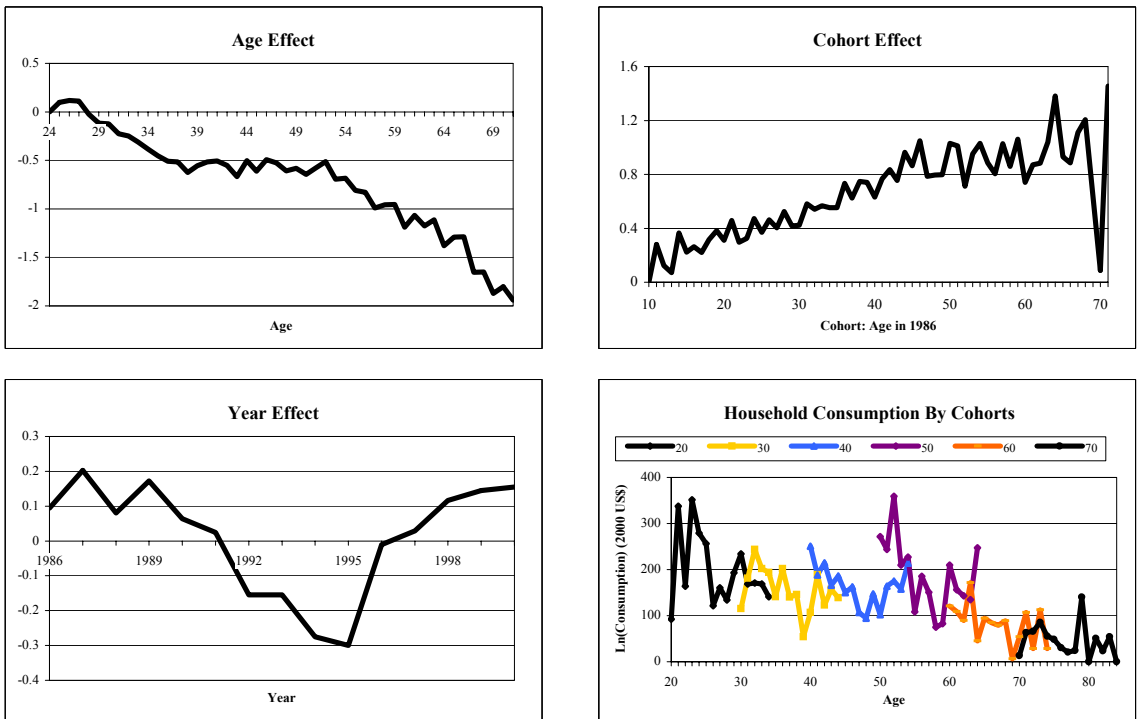 Age Effect
0.5
0
24 29 34 39 44 49 54 59 64 69
-0.5
-1
-1.5
-2
Age
Cohort Effect
1.6
1.2
0.8
0.4
0
10 20 30 40 50 60 70
Cohort: Age in 1986
Year Effect
0.3
0.2
0.1
0
1986 1989 1992 1995 1998
-0.1
-0.2
-0.3
-0.4
Year
Household Consumption By Cohorts
20 30 40 50 60 70
Ln(Consumption) (2000 US$)
400
300
200
100
0
20 30 40 50 60 70 80
Age